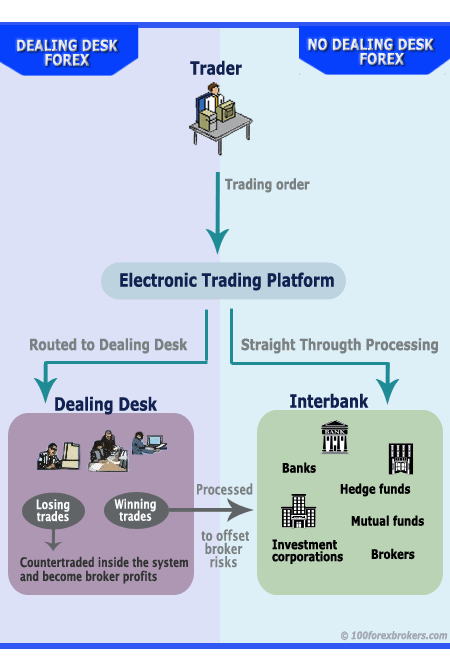 DEALING DESK
FOREX
NO DEALING DESK
FOREX
Trader
Trading order
Electronic Trading Platform
Routed to Dealing Desk
Straight Througth Processing
Dealing Desk
Interbank
BANK
Banks
Hedge funds
Losing
trades
Winning
trades
Processed
to offset
broker
risks
Mutual funds
Investment
corporations
Brokers
Countertraded inside the system
and become broker profits
© 100forexbrokers.com